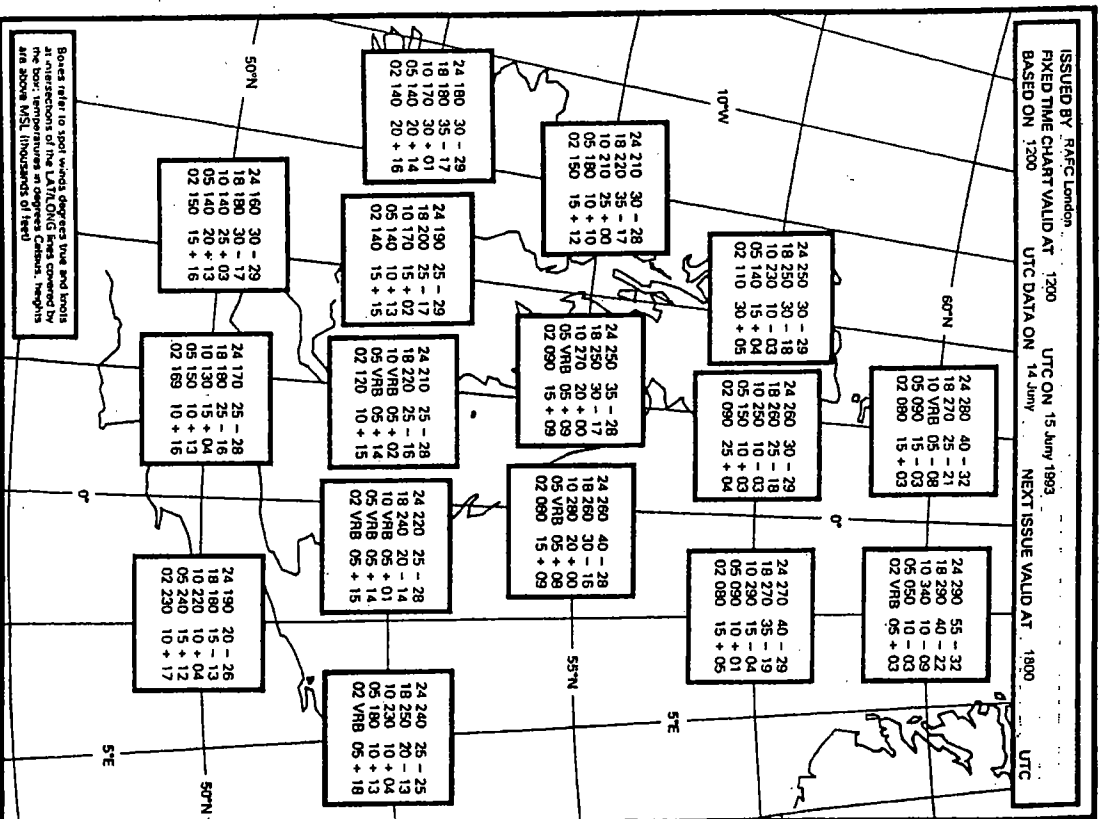 ISSUED BY RAFC London
FIXED TIME CHART VALID AT 1200 UTC ON 15 Juny 1993
BASED ON 1200 UTC DATA ON 14 Juny NEXT ISSUE VALID AT 1800 UTC
10°W
60°N
0°
24 280 40 - 32
18 270 25 - 21
10 VRB 05 - 08
05 090 15 - 03
02 080 15 + 03
24 290 55 - 32
18 290 40 - 22
10 340 10 - 09
05 050 10 - 03
02 VRB 05 + 03
24 250 30 - 29
18 250 30 - 18
10 230 10 - 03
05 140 15 + 04
02 110 30 + 05
24 260 30 - 29
18 260 25 - 18
10 250 10 - 03
05 150 10 + 03
02 090 25 + 04
24 270 40 - 29
18 270 35 - 19
10 290 15 - 04
05 090 10 + 01
02 080 15 + 05
5°E
24 210 30 - 28
18 220 35 - 17
10 210 25 + 00
05 180 10 + 10
02 150 15 + 12
24 250 35 - 28
18 250 30 - 17
10 270 20 + 00
05 VRB 05 + 09
02 090 15 + 09
24 260 40 - 28
18 260 30 - 16
10 280 20 + 00
05 VRB 05 + 08
02 090 15 + 09
55°N
24 180 30 - 29
18 180 35 - 17
10 170 30 + 01
05 140 20 + 14
02 140 20 + 16
24 190 25 - 29
18 200 25 - 17
10 170 15 + 02
05 140 10 + 13
02 140 15 + 15
24 210 25 - 28
18 220 25 - 16
10 VRB 05 + 02
05 VRB 05 + 14
02 120 10 + 15
24 220 25 - 28
18 240 20 - 14
10 VRB 05 + 01
05 VRB 05 + 14
02 VRB 05 + 15
24 240 25 - 25
18 250 20 - 13
10 230 10 + 04
05 180 10 + 13
02 VRB 05 + 18
50°N
24 160 30 - 29
18 180 30 - 17
10 140 25 + 03
05 140 20 + 13
02 150 15 + 16
24 170 25 - 28
18 180 25 - 16
10 130 15 + 04
05 150 10 + 13
02 169 10 + 16
24 190 20 - 26
18 180 15 - 13
10 220 10 + 04
05 240 15 + 12
02 230 10 + 17
50°N
0°
5°E
Boxes refer to spot winds degrees true and knots
at intersections of the LAT/LONG lines covered by
the box; temperatures in degrees Celsius, heights
are above MSL (thousands of feet)